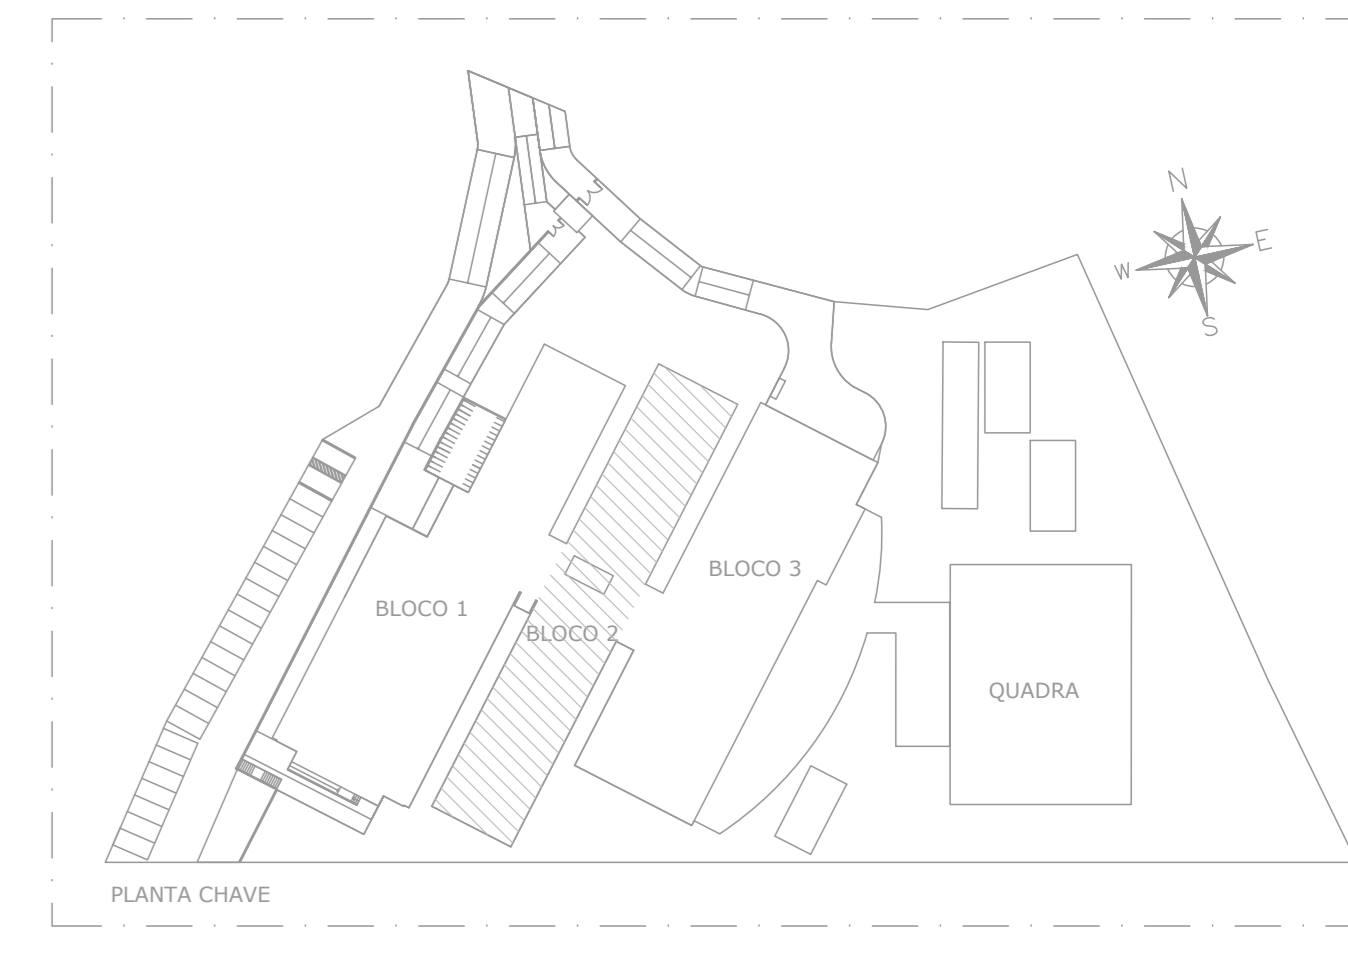 N
E
W
S
BLOCO 3
BLOCO 1
BLOCO 2
QUADRA
PLANTA CHAVE